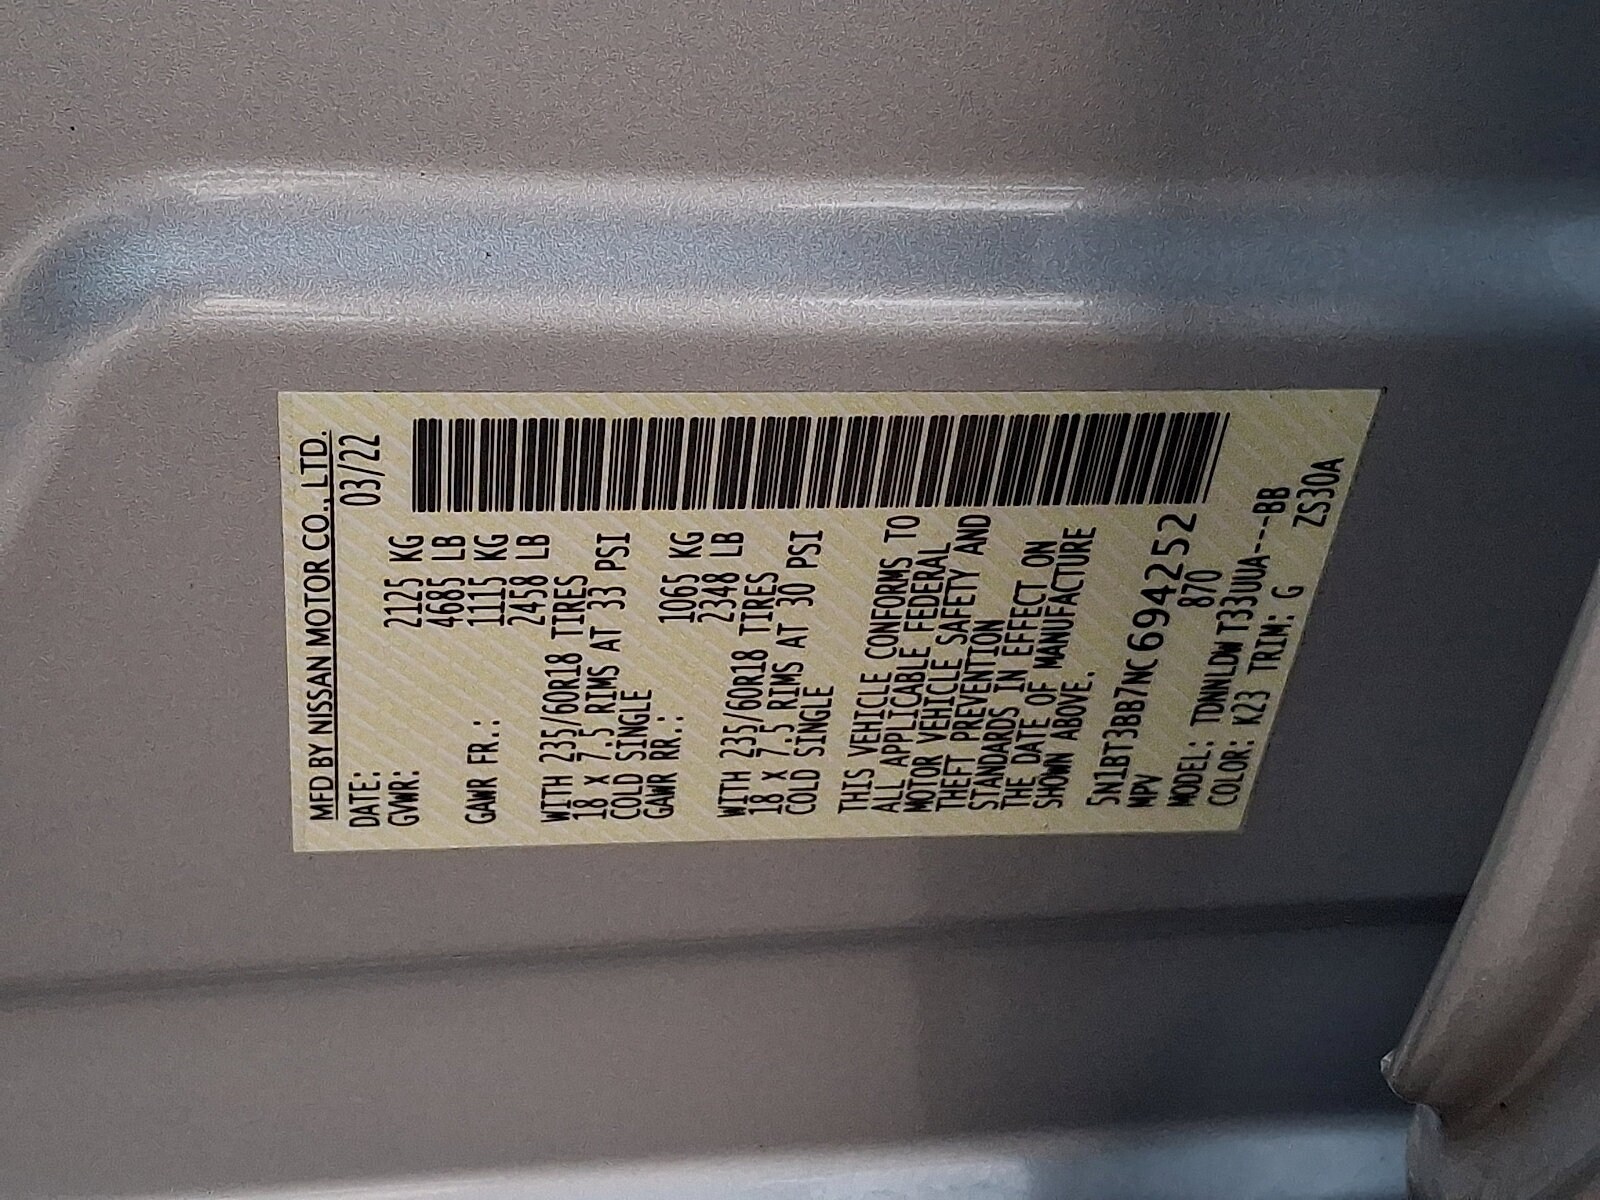 MFD BY NISSAN MOTOR CO., LTD.
DATE: 03/22
GVWR: 2125 KG
4685 LB
GAWR FR.: 1115 KG
2458 LB
WITH 235/60R18 TIRES
18 X 7.5 RIMS AT 33 PSI
COLD SINGLE
GAWR RR.: 1065 KG
2348 LB
WITH 235/60R18 TIRES
18 X 7.5 RIMS AT 30 PSI
COLD SINGLE
THIS VEHICLE CONFORMS TO
ALL APPLICABLE FEDERAL
MOTOR VEHICLE SAFETY AND
THEFT PREVENTION
STANDARDS IN EFFECT ON
THE DATE OF MANUFACTURE
SHOWN ABOVE.
5N1BT3BB7NC694252
MPV 870
MODEL: TDNNLDWT33UUA---BB
COLOR: K23 TRIM: G ZS30A